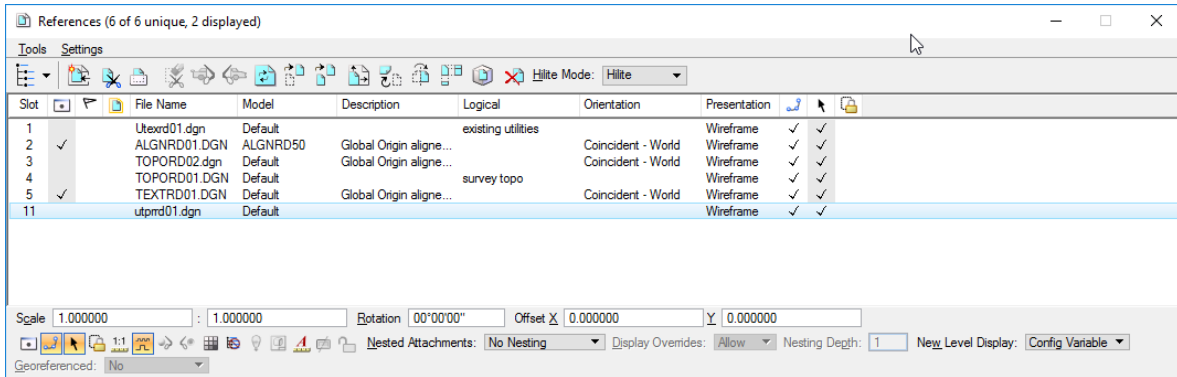 References (6 of 6 unique, 2 displayed)
Tools Settings
Hilite Mode: Hilite
Slot File Name Model Description Logical Orientation Presentation
1 Utexrd01.dgn Default existing utilities Wireframe
2 ALGNRD01.DGN ALGNRD50 Global Origin aligne... Coincident - World Wireframe
3 TOPORD02.dgn Default Global Origin aligne... Coincident - World Wireframe
4 TOPORD01.DGN Default survey topo Wireframe
5 TEXTRD01.DGN Default Global Origin aligne... Coincident - World Wireframe
11 utprrd01.dgn Default Wireframe
Scale 1.000000 : 1.000000 Rotation 00°00'00" Offset X 0.000000 Y 0.000000
1:1 Nested Attachments: No Nesting Display Overrides: Allow Nesting Depth: 1 New Level Display: Config Variable
Georeferenced: No